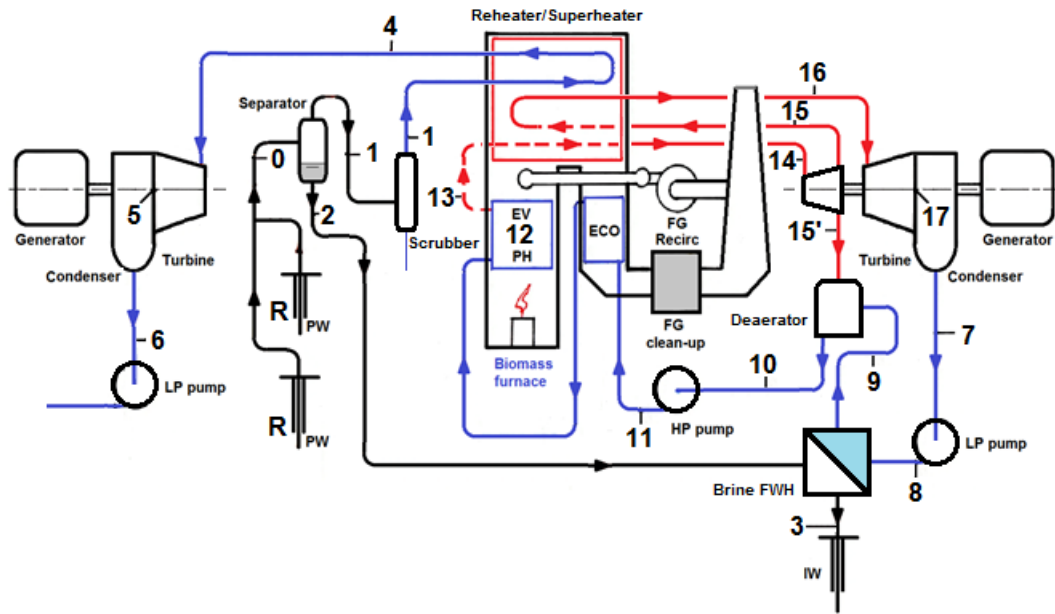 Reheater/Superheater
4
16
Separator
15
0
1
1
14
13
EV
12
PH
ECO
FG
Recirc
5
17
2
Generator
Turbine
Scrubber
15'
Turbine
Generator
Condenser
Condenser
R
PW
FG
clean-up
Deaerator
6
Biomass
furnace
10
9
7
LP pump
R
PW
11
HP pump
LP pump
8
Brine FWH
3
IW